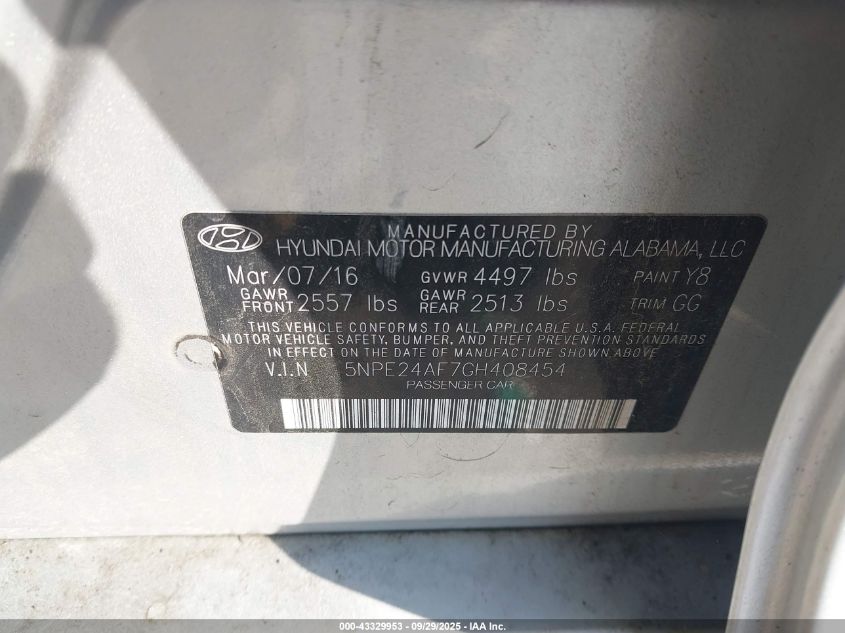 MANUFACTURED BY
HYUNDAI MOTOR MANUFACTURING ALABAMA, LLC
Mar/07/16 GVWR 4497 lbs PAINT Y8
GAWR FRONT 2557 lbs GAWR REAR 2513 lbs TRIM GG
THIS VEHICLE CONFORMS TO ALL APPLICABLE U.S.A. FEDERAL
MOTOR VEHICLE SAFETY, BUMPER, AND THEFT PREVENTION STANDARDS
IN EFFECT ON THE DATE OF MANUFACTURE SHOWN ABOVE
V.I.N 5NPE24AF7GH408454
PASSENGER CAR
000-43329953 - 09/29/2025 - IAA Inc.